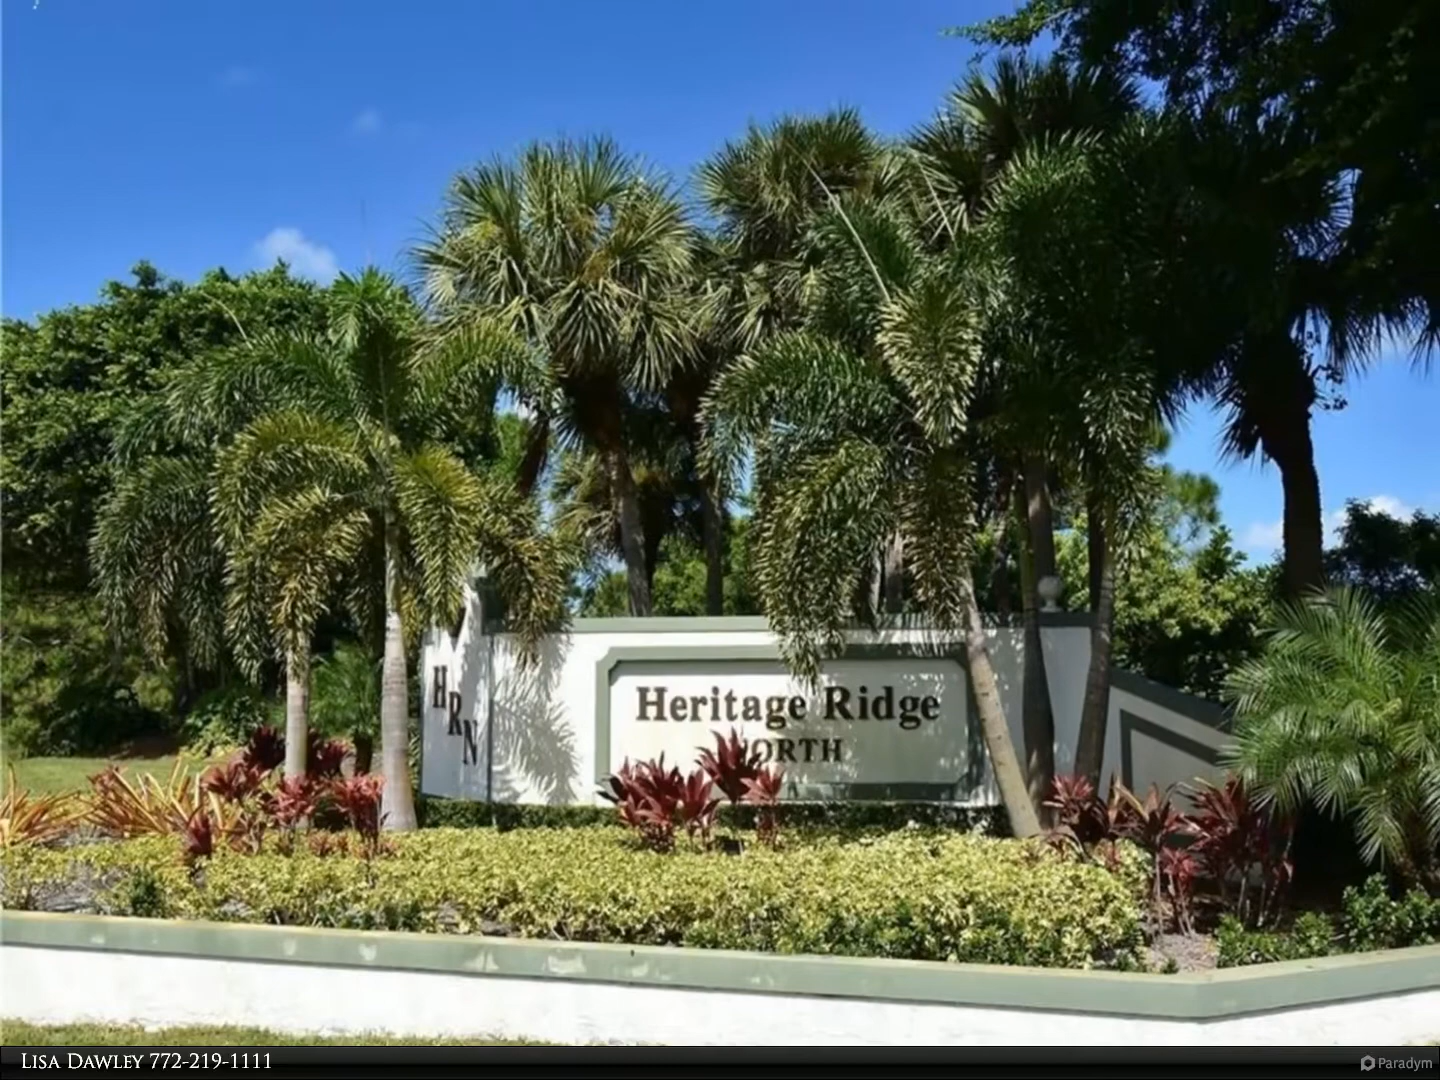 HRN
Heritage Ridge
NORTH
LISA DAWLEY 772-219-1111
Paradym